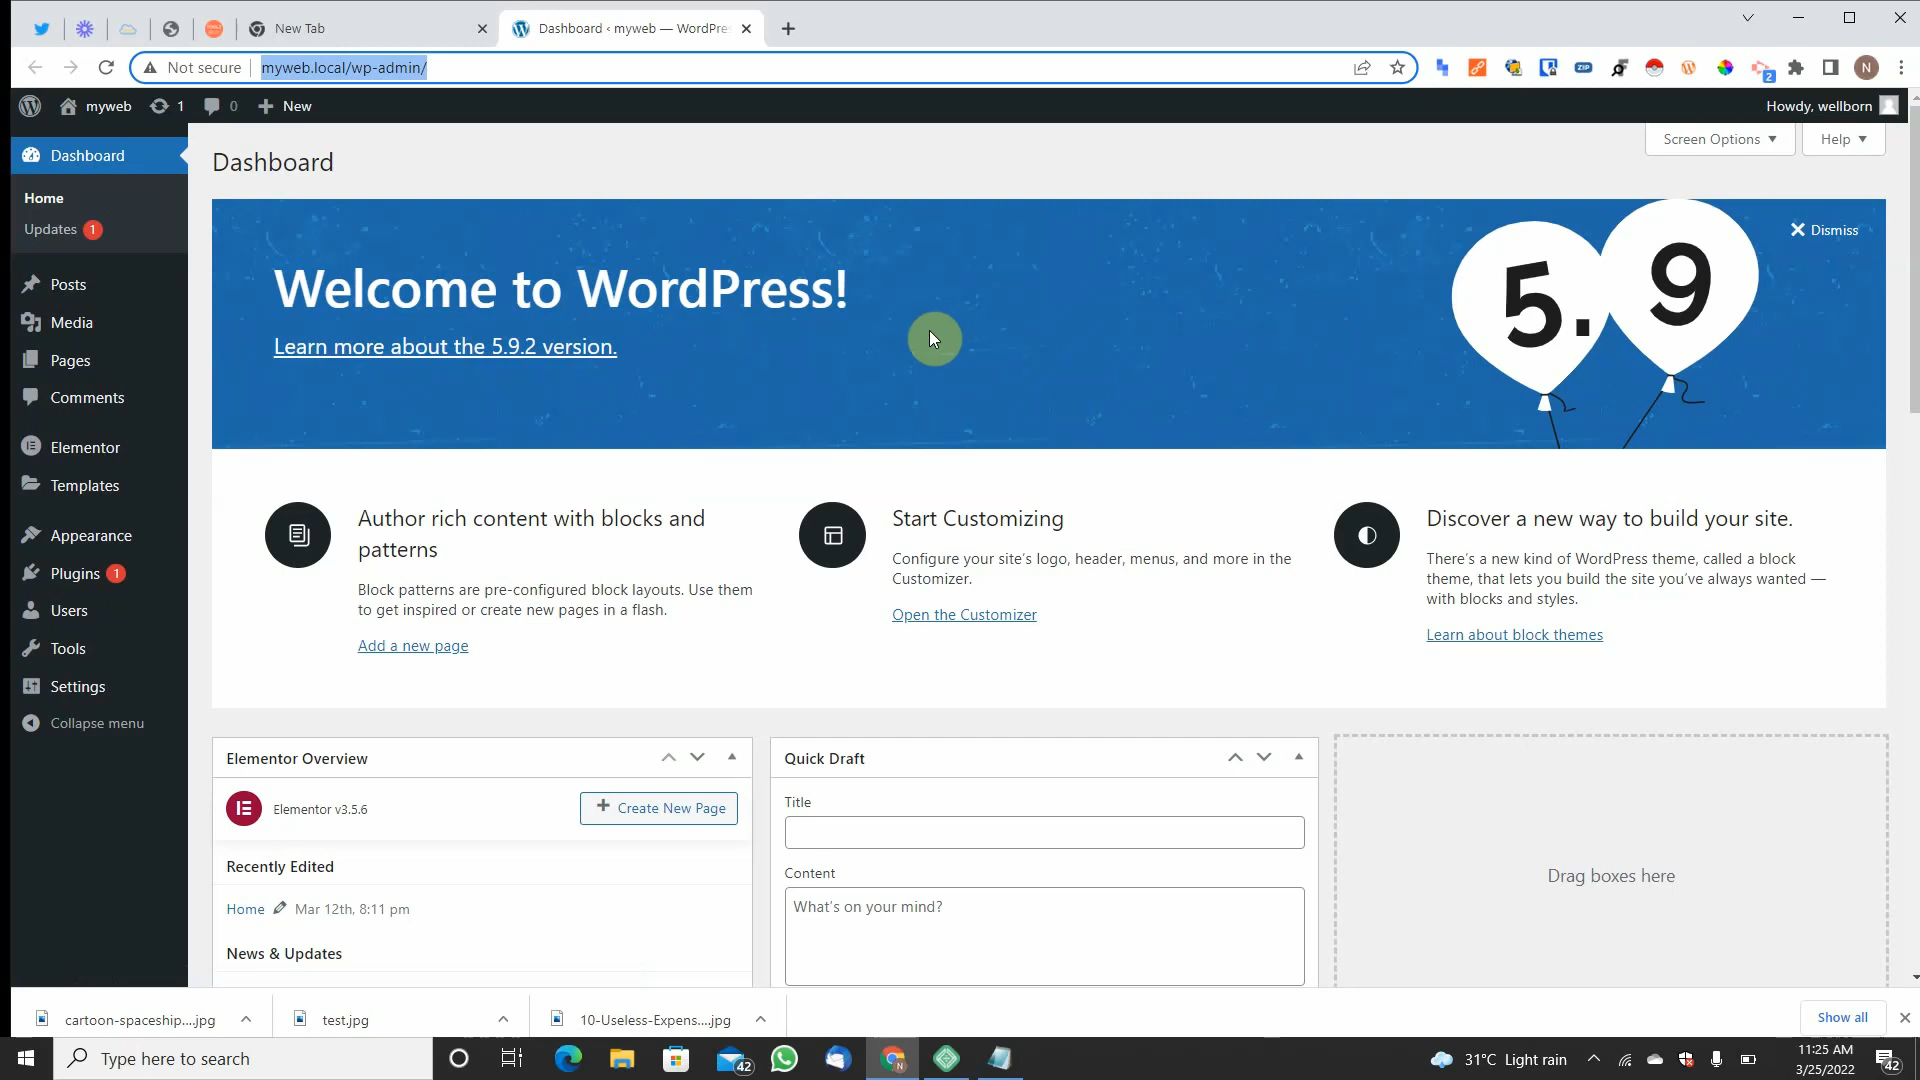 New Tab
Dashboard ‹ myweb — WordPre
Not secure
myweb.local/wp-admin/
ZIP
2
N
myweb
1
0
New
Howdy, wellborn
Dashboard
Screen Options
Help
Dashboard
Home
Updates 1
Posts
Media
Pages
Comments
Elementor
Templates
Appearance
Plugins 1
Users
Tools
Settings
Collapse menu
Dismiss
Welcome to WordPress!
Learn more about the 5.9.2 version.
5.9
Author rich content with blocks and
patterns
Block patterns are pre-configured block layouts. Use them
to get inspired or create new pages in a flash.
Add a new page
Start Customizing
Configure your site's logo, header, menus, and more in the
Customizer.
Open the Customizer
Discover a new way to build your site.
There's a new kind of WordPress theme, called a block
theme, that lets you build the site you've always wanted —
with blocks and styles.
Learn about block themes
Elementor Overview
Elementor v3.5.6
Create New Page
Recently Edited
Home Mar 12th, 8:11 pm
News & Updates
Quick Draft
Title
Content
What's on your mind?
Drag boxes here
cartoon-spaceship....jpg
test.jpg
10-Useless-Expens....jpg
Show all
Type here to search
42
31°C Light rain
11:25 AM
3/25/2022
42